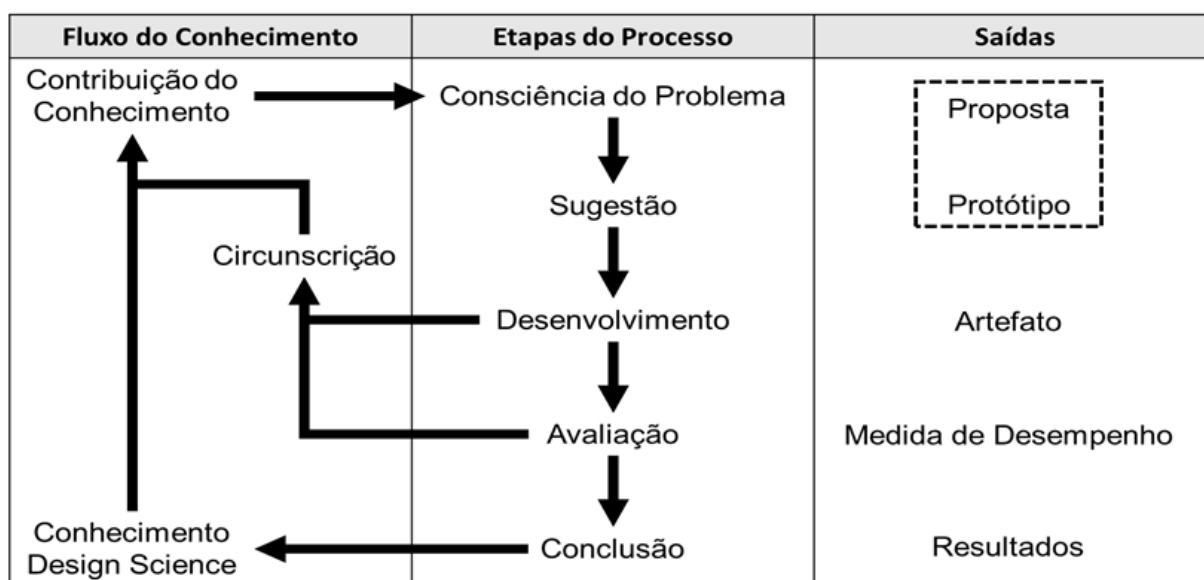 Fluxo do Conhecimento
Etapas do Processo
Saídas
Contribuição do
Conhecimento
Consciência do Problema
Proposta
Sugestão
Protótipo
Circunscrição
Desenvolvimento
Artefato
Avaliação
Medida de Desempenho
Conhecimento
Design Science
Conclusão
Resultados